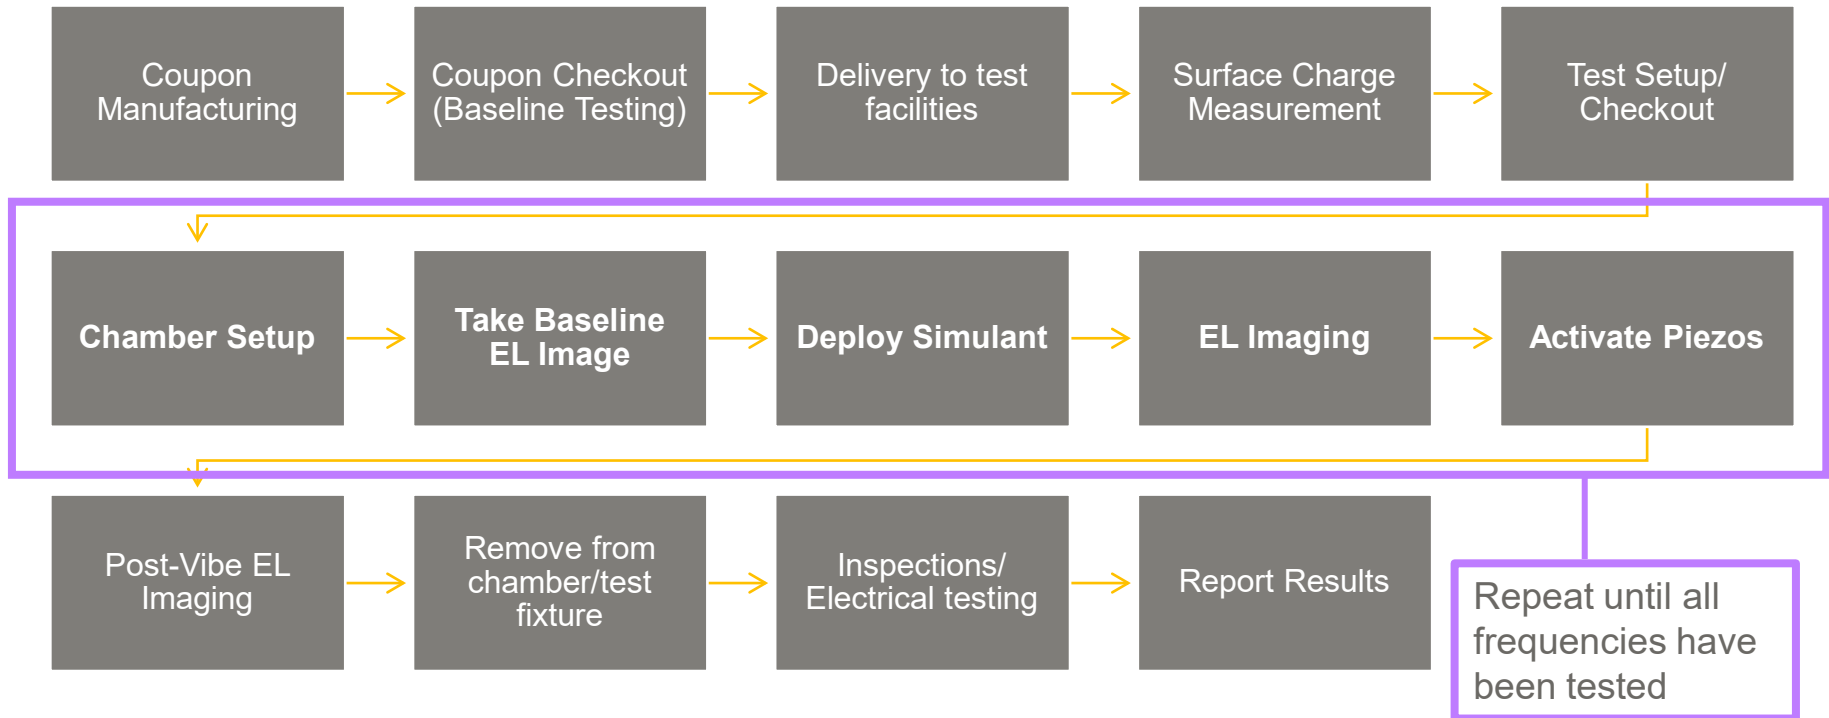 Coupon
Manufacturing
Coupon Checkout
(Baseline Testing)
Delivery to test
facilities
Surface Charge
Measurement
Test Setup/
Checkout
Chamber Setup
Take Baseline
EL Image
Deploy Simulant
EL Imaging
Activate Piezos
Post-Vibe EL
Imaging
Remove from
chamber/test
fixture
Inspections/
Electrical testing
Report Results
Repeat until all
frequencies have
been tested